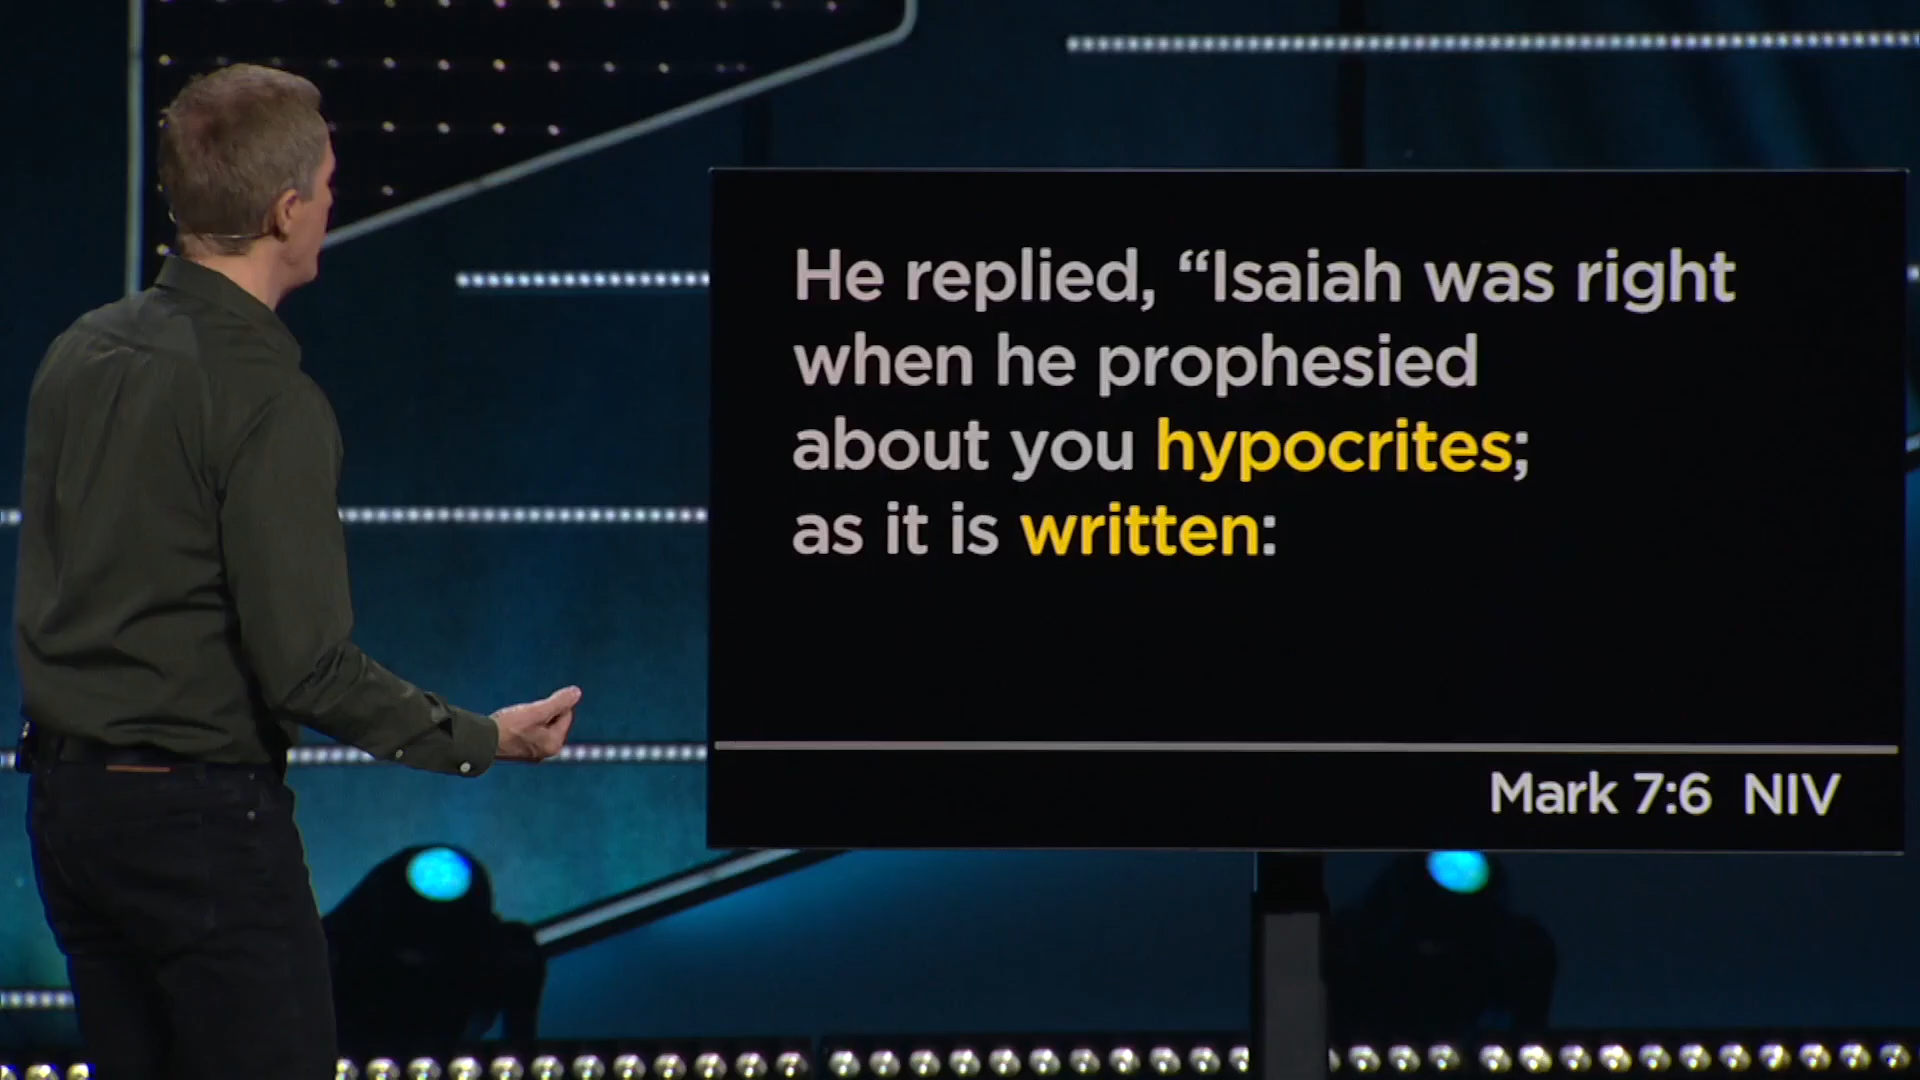 He replied, “Isaiah was right
when he prophesied
about you hypocrites;
as it is written:
Mark 7:6 NIV